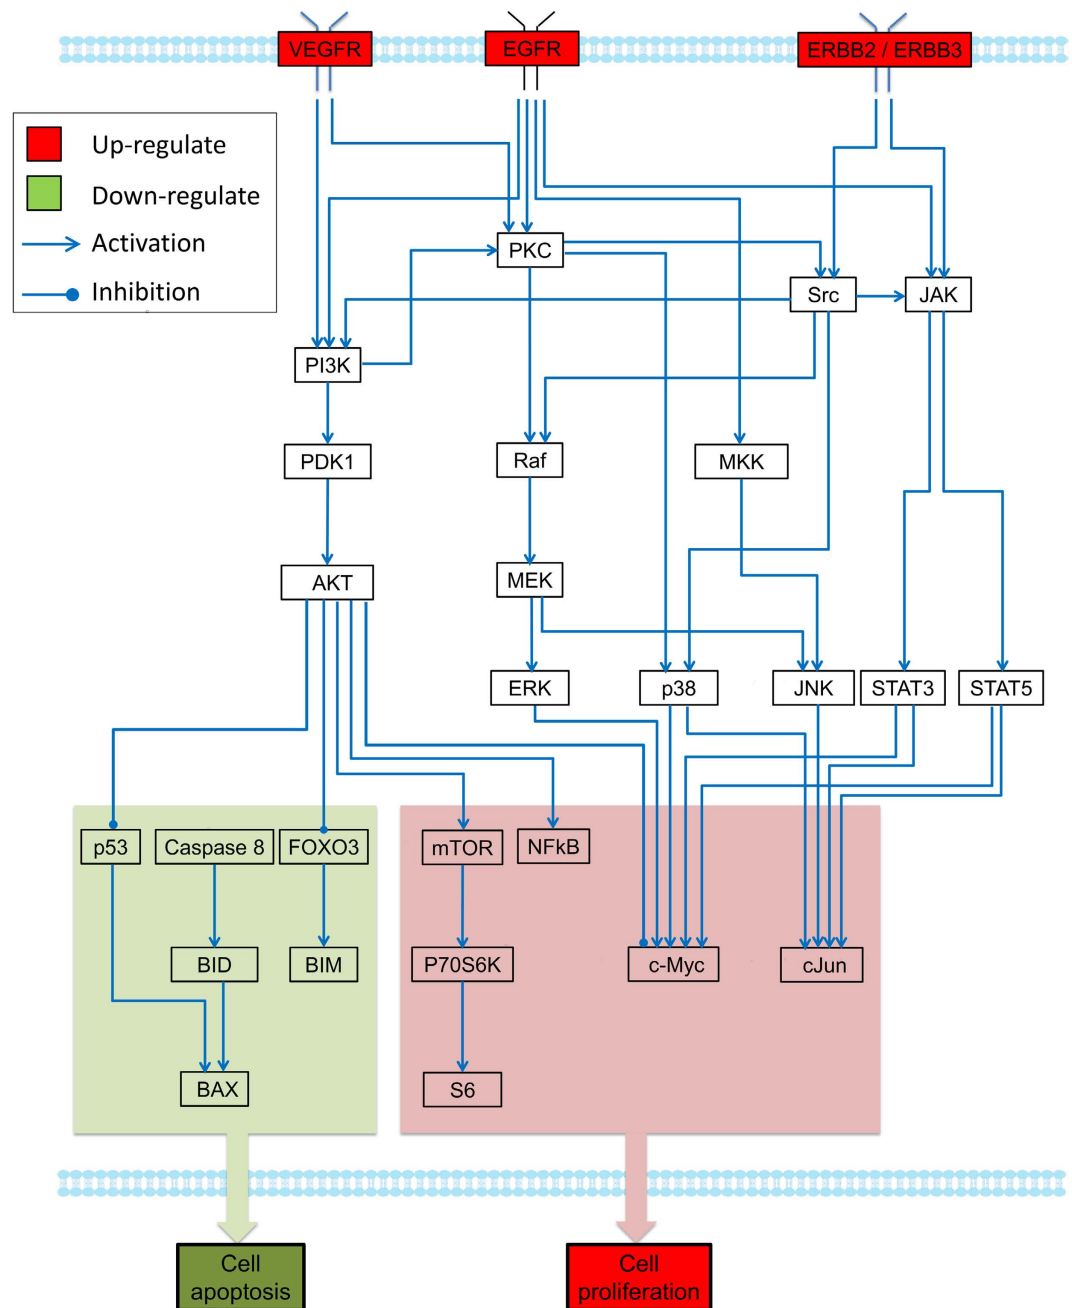 VEGFR
EGFR
ERBB2 / ERBB3
Up-regulate
Down-regulate
Activation
Inhibition
PKC
Src
JAK
PI3K
PDK1
Raf
MKK
AKT
MEK
ERK
p38
JNK
STAT3
STAT5
p53
Caspase 8
FOXO3
mTOR
NFkB
BID
BIM
P70S6K
c-Myc
cJun
BAX
S6
Cell
apoptosis
Cell
proliferation